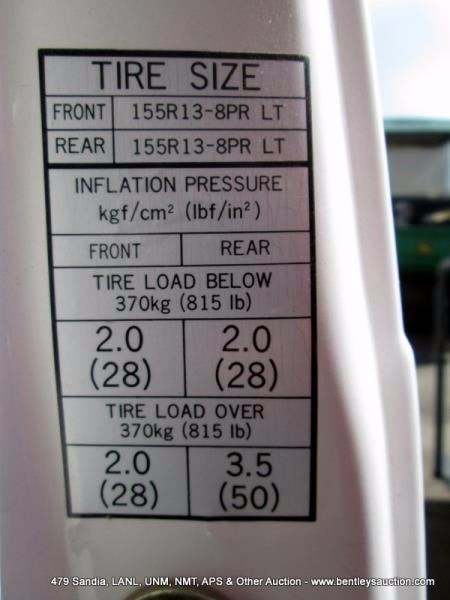 TIRE SIZE
FRONT 155R13-8PR LT
REAR 155R13-8PR LT
INFLATION PRESSURE
kgf/cm² (lbf/in²)
FRONT REAR
TIRE LOAD BELOW
370kg (815 lb)
2.0 2.0
(28) (28)
TIRE LOAD OVER
370kg (815 lb)
2.0 3.5
(28) (50)
479 Sandia, LANL, UNM, NMT, APS & Other Auction - www.bentleysauction.com